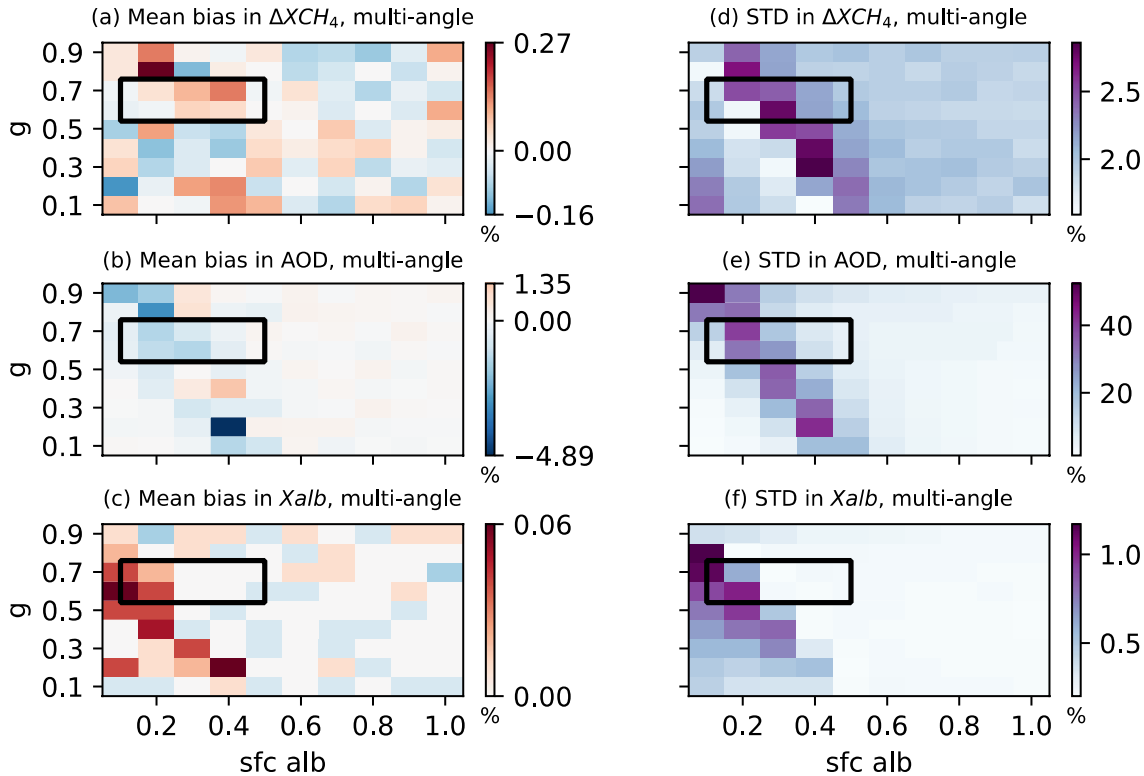 (a) Mean bias in ΔXCH₄, multi-angle
0.9
0.7
0.5
0.3
0.1
g
0.27
0.00
−0.16
%
(d) STD in ΔXCH₄, multi-angle
2.5
2.0
%
(b) Mean bias in AOD, multi-angle
0.9
0.7
0.5
0.3
0.1
g
1.35
0.00
−4.89
%
(e) STD in AOD, multi-angle
40
20
%
(c) Mean bias in Xalb, multi-angle
0.9
0.7
0.5
0.3
0.1
g
0.2 0.4 0.6 0.8 1.0
sfc alb
0.06
0.00
%
(f) STD in Xalb, multi-angle
0.2 0.4 0.6 0.8 1.0
sfc alb
1.0
0.5
%